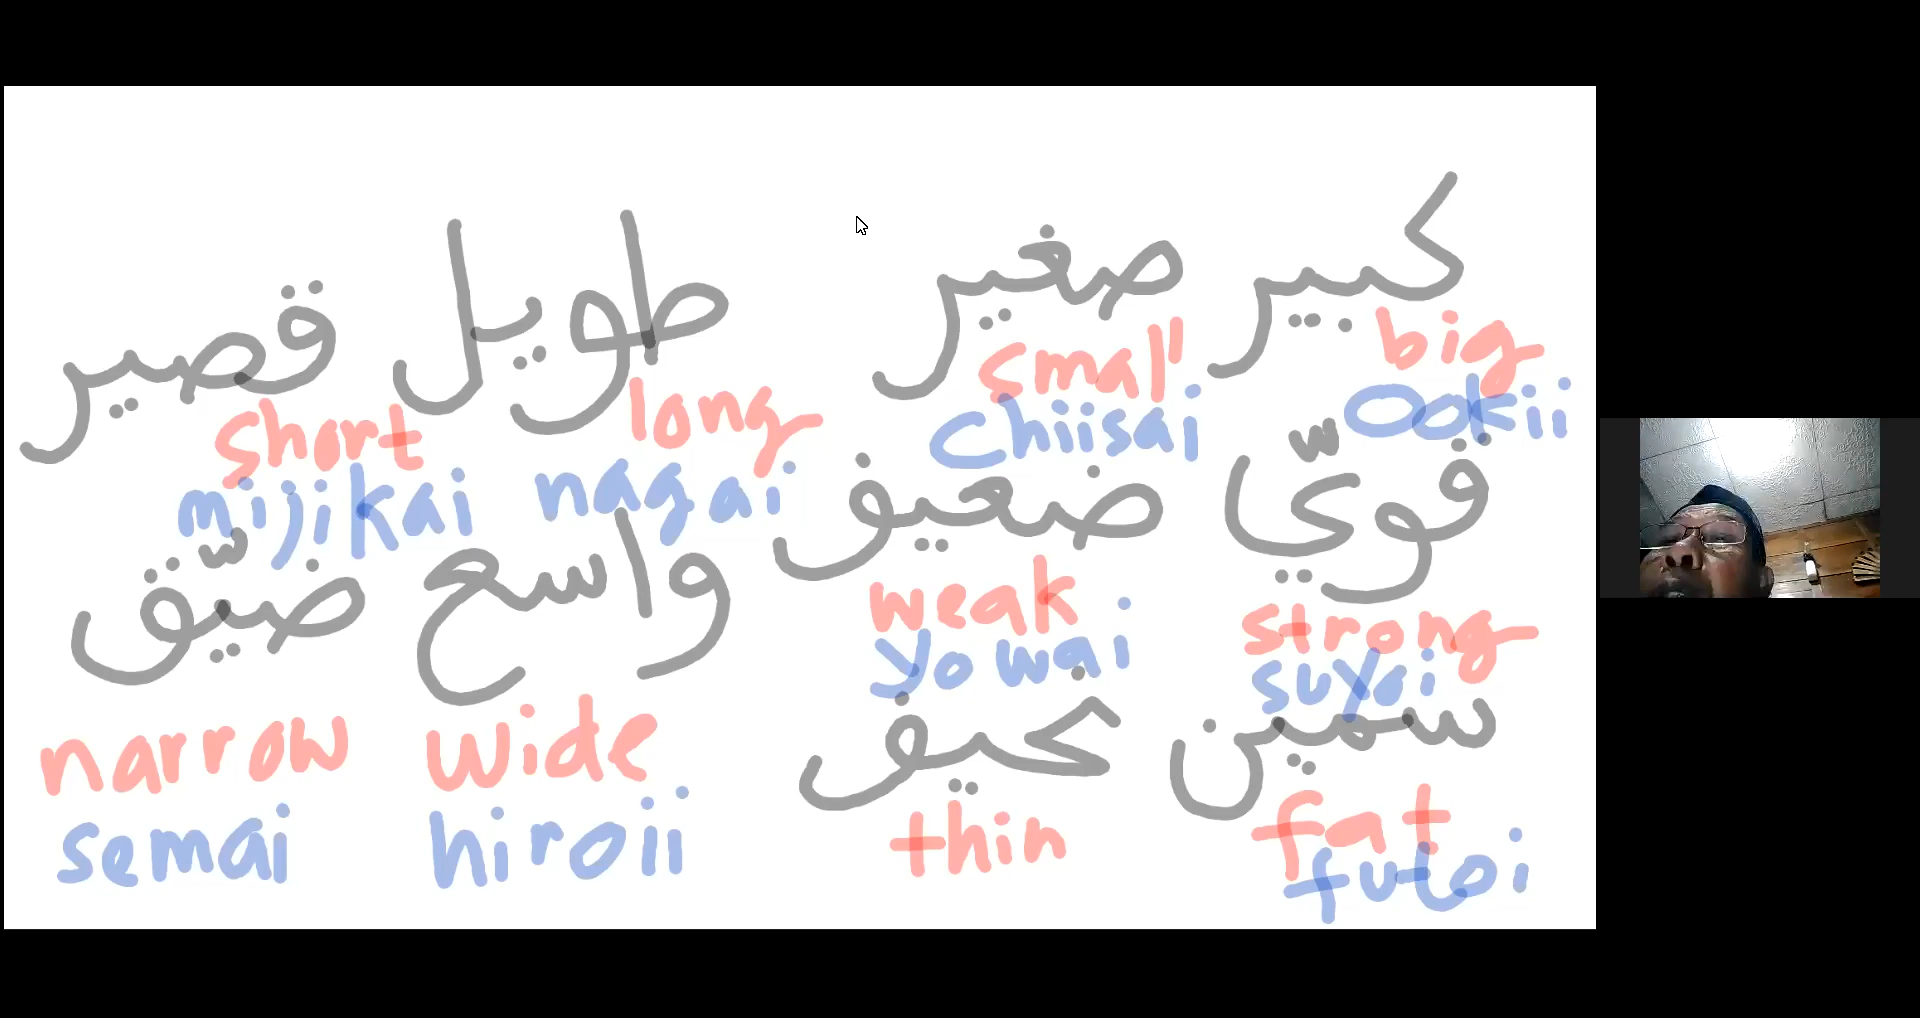 كبير صغير طويل قصير
big small long short
Ookii chiisai nagai mijikai
قويّ ضعيف واسع ضيّق
strong weak wide narrow
suyoi yowai hiroii semai
سمين نحيف
fat thin
futoi